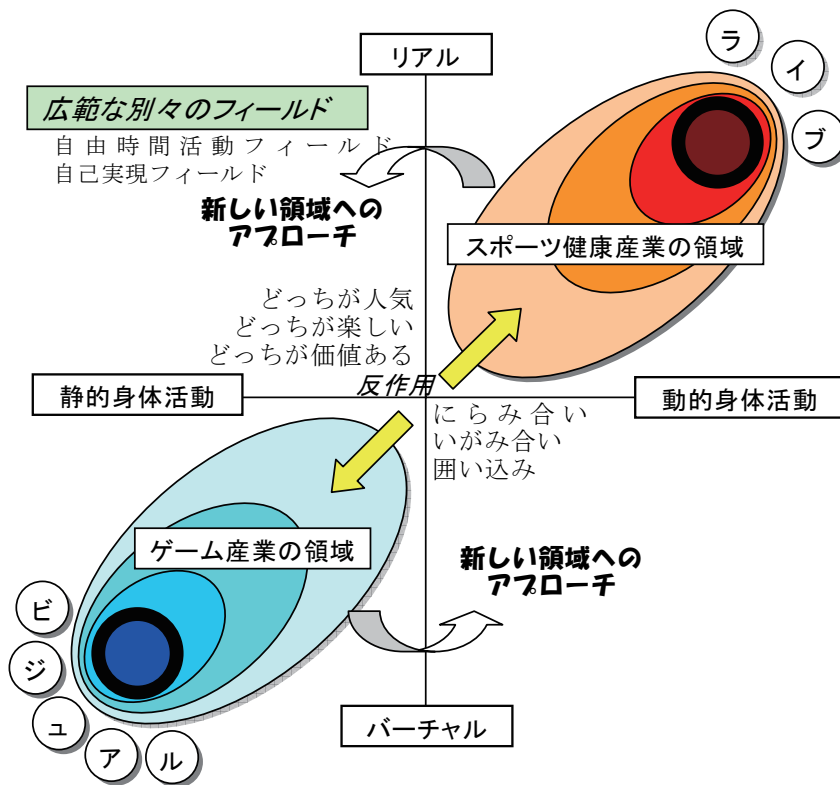 リアル
ライブ
広範な別々のフィールド
自由時間活動フィールド
自己実現フィールド
新しい領域への
アプローチ
スポーツ健康産業の領域
どっちが人気
どっちが楽しい
どっちが価値ある
反作用
静的身体活動
動的身体活動
にらみ合い
いがみ合い
囲い込み
ゲーム産業の領域
新しい領域への
アプローチ
ビジュアル
バーチャル